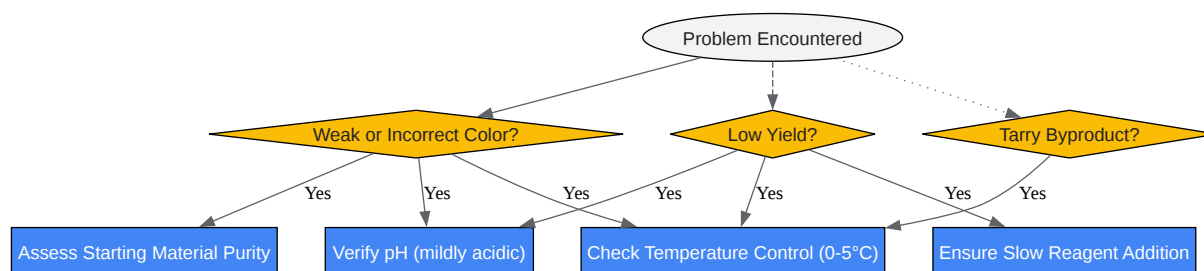 Problem Encountered
Weak or Incorrect Color?
Low Yield?
Tarry Byproduct?
Yes
Yes
Yes
Yes
Yes
Yes
Yes
Assess Starting Material Purity
Verify pH (mildly acidic)
Check Temperature Control (0-5°C)
Ensure Slow Reagent Addition